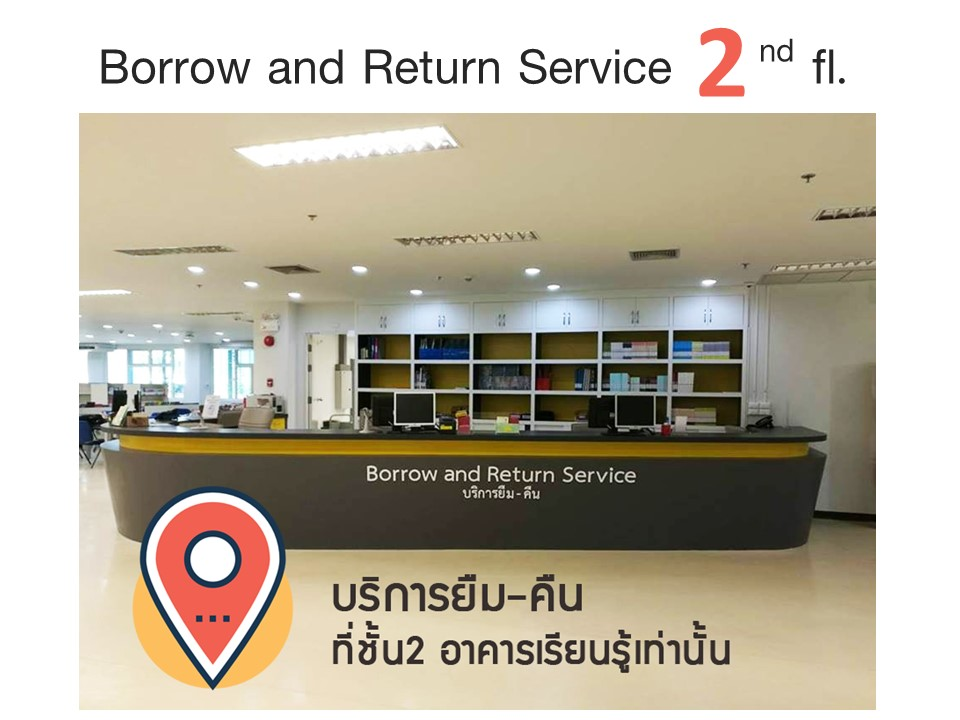 Borrow and Return Service 2nd fl.
Borrow and Return Service
บริการยืม - คืน
บริการยืม-คืน
ที่ชั้น2 อาคารเรียนรู้เท่านั้น